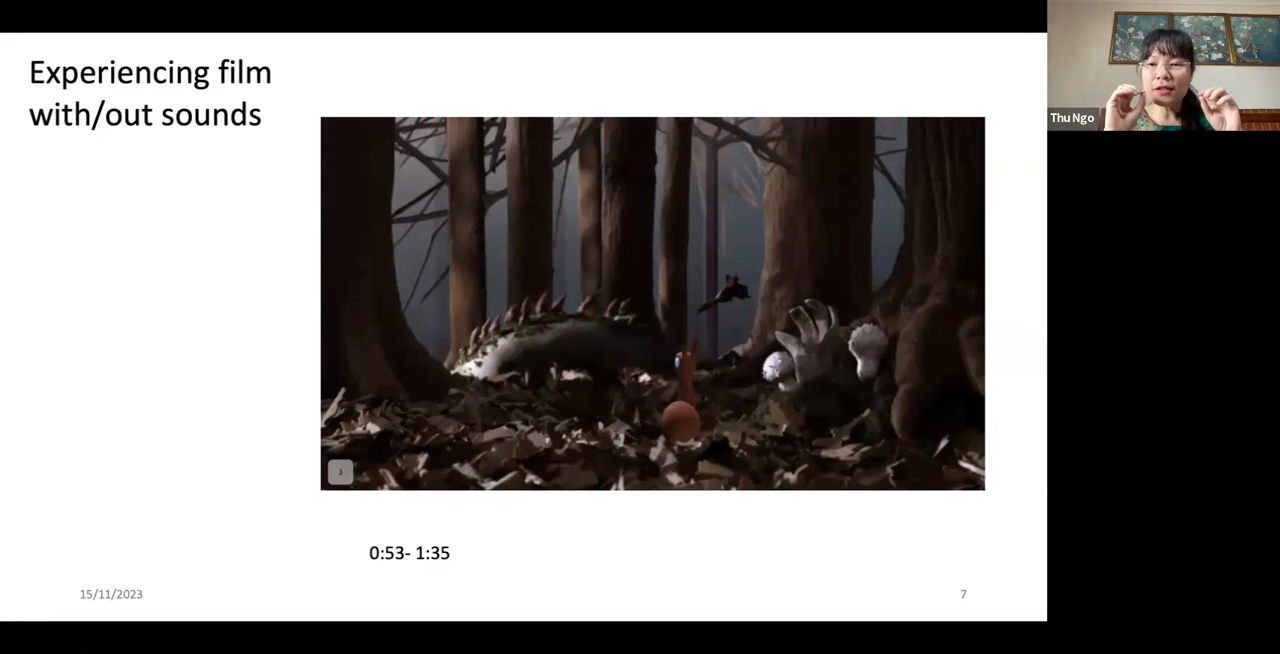 Experiencing film
with/out sounds
Thu Ngo
0:53- 1:35
15/11/2023
7